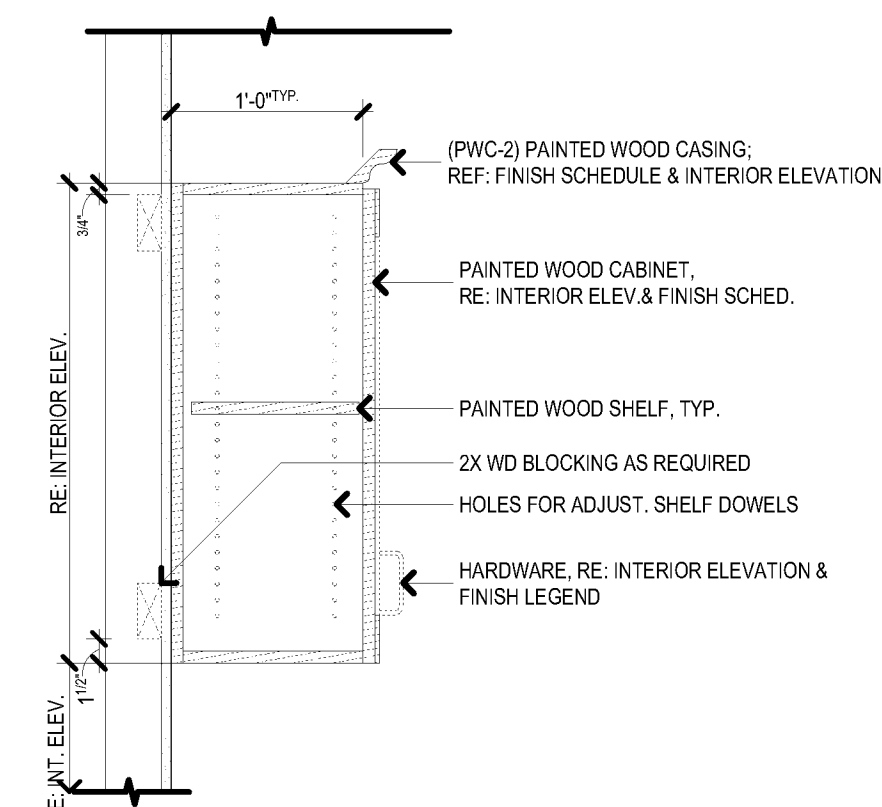 1'-0" TYP.
(PWC-2) PAINTED WOOD CASING;
REF: FINISH SCHEDULE & INTERIOR ELEVATION
3/4"
PAINTED WOOD CABINET,
RE: INTERIOR ELEV.& FINISH SCHED.
RE: INTERIOR ELEV.
PAINTED WOOD SHELF, TYP.
2X WD BLOCKING AS REQUIRED
HOLES FOR ADJUST. SHELF DOWELS
HARDWARE, RE: INTERIOR ELEVATION &
FINISH LEGEND
1 1/2"
E: INT. ELEV.